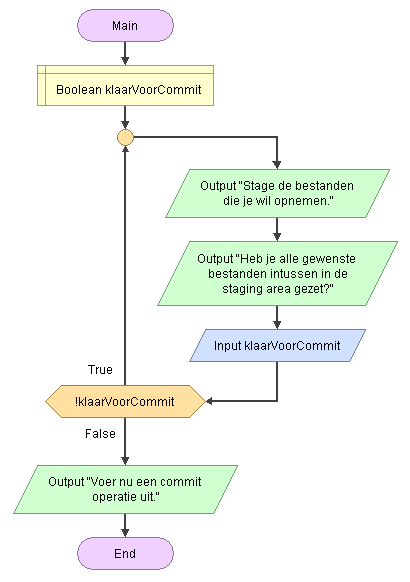 Main
Boolean klaarVoorCommit
Output "Stage de bestanden
die je wil opnemen."
Output "Heb je alle gewenste
bestanden intussen in de
staging area gezet?"
Input klaarVoorCommit
True
!klaarVoorCommit
False
Output "Voer nu een commit
operatie uit."
End